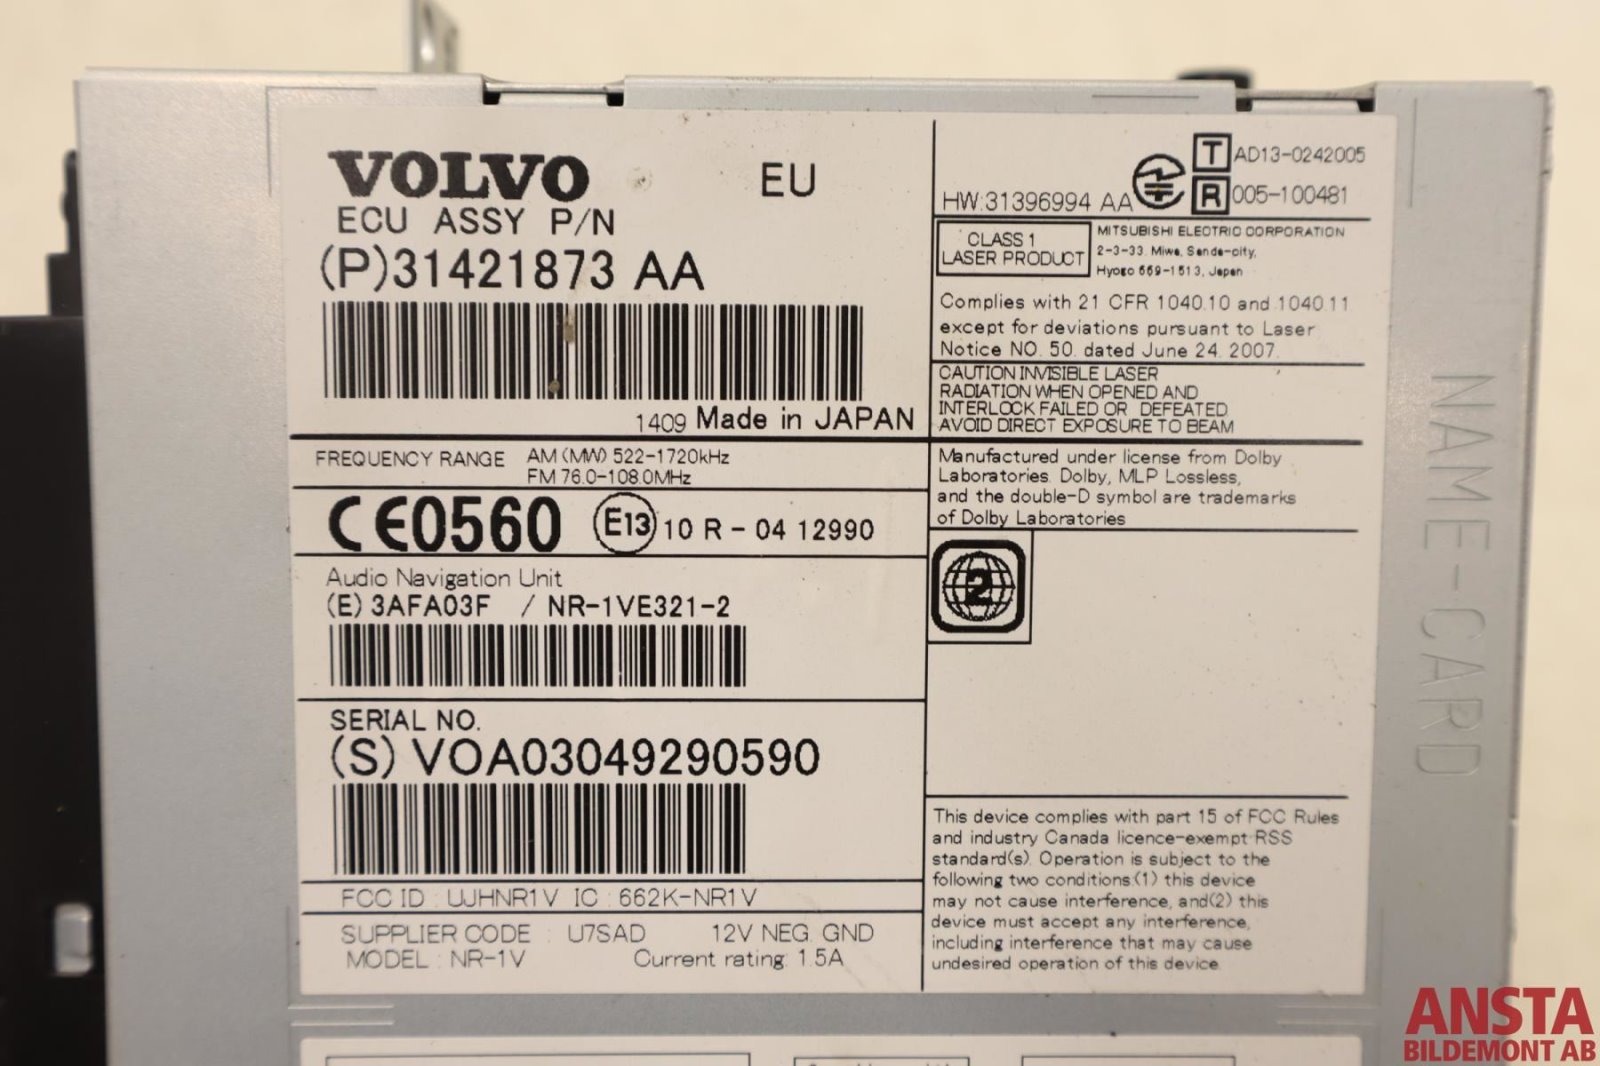 VOLVO
EU
ECU ASSY P/N
(P)31421873 AA
1409 Made in JAPAN
FREQUENCY RANGE AM (MW) 522-1720kHz
FM 76.0-108.0MHz
CE0560 E13 10 R - 04 12990
Audio Navigation Unit
(E) 3AFA03F / NR-1VE321-2
SERIAL NO.
(S) VOA03049290590
FCC ID : UJHNR1V IC : 662K-NR1V
SUPPLIER CODE : U7SAD 12V NEG. GND
MODEL : NR-1V Current rating: 1.5A
T AD13-0242005
HW:31396994 AA R 005-100481
CLASS 1
LASER PRODUCT
MITSUBISHI ELECTRIC CORPORATION
2-3-33, Miwa, Sanda-city,
Hyogo 669-1513, Japan
Complies with 21 CFR 1040.10 and 1040.11
except for deviations pursuant to Laser
Notice NO. 50. dated June 24. 2007.
CAUTION INVISIBLE LASER
RADIATION WHEN OPENED AND
INTERLOCK FAILED OR DEFEATED
AVOID DIRECT EXPOSURE TO BEAM
Manufactured under license from Dolby
Laboratories. Dolby, MLP Lossless,
and the double-D symbol are trademarks
of Dolby Laboratories
2
This device complies with part 15 of FCC Rules
and industry Canada licence-exempt RSS
standard(s). Operation is subject to the
following two conditions:(1) this device
may not cause interference, and(2) this
device must accept any interference,
including interference that may cause
undesired operation of this device.
NAME-CARD
ANSTA
BILDEMONT AB